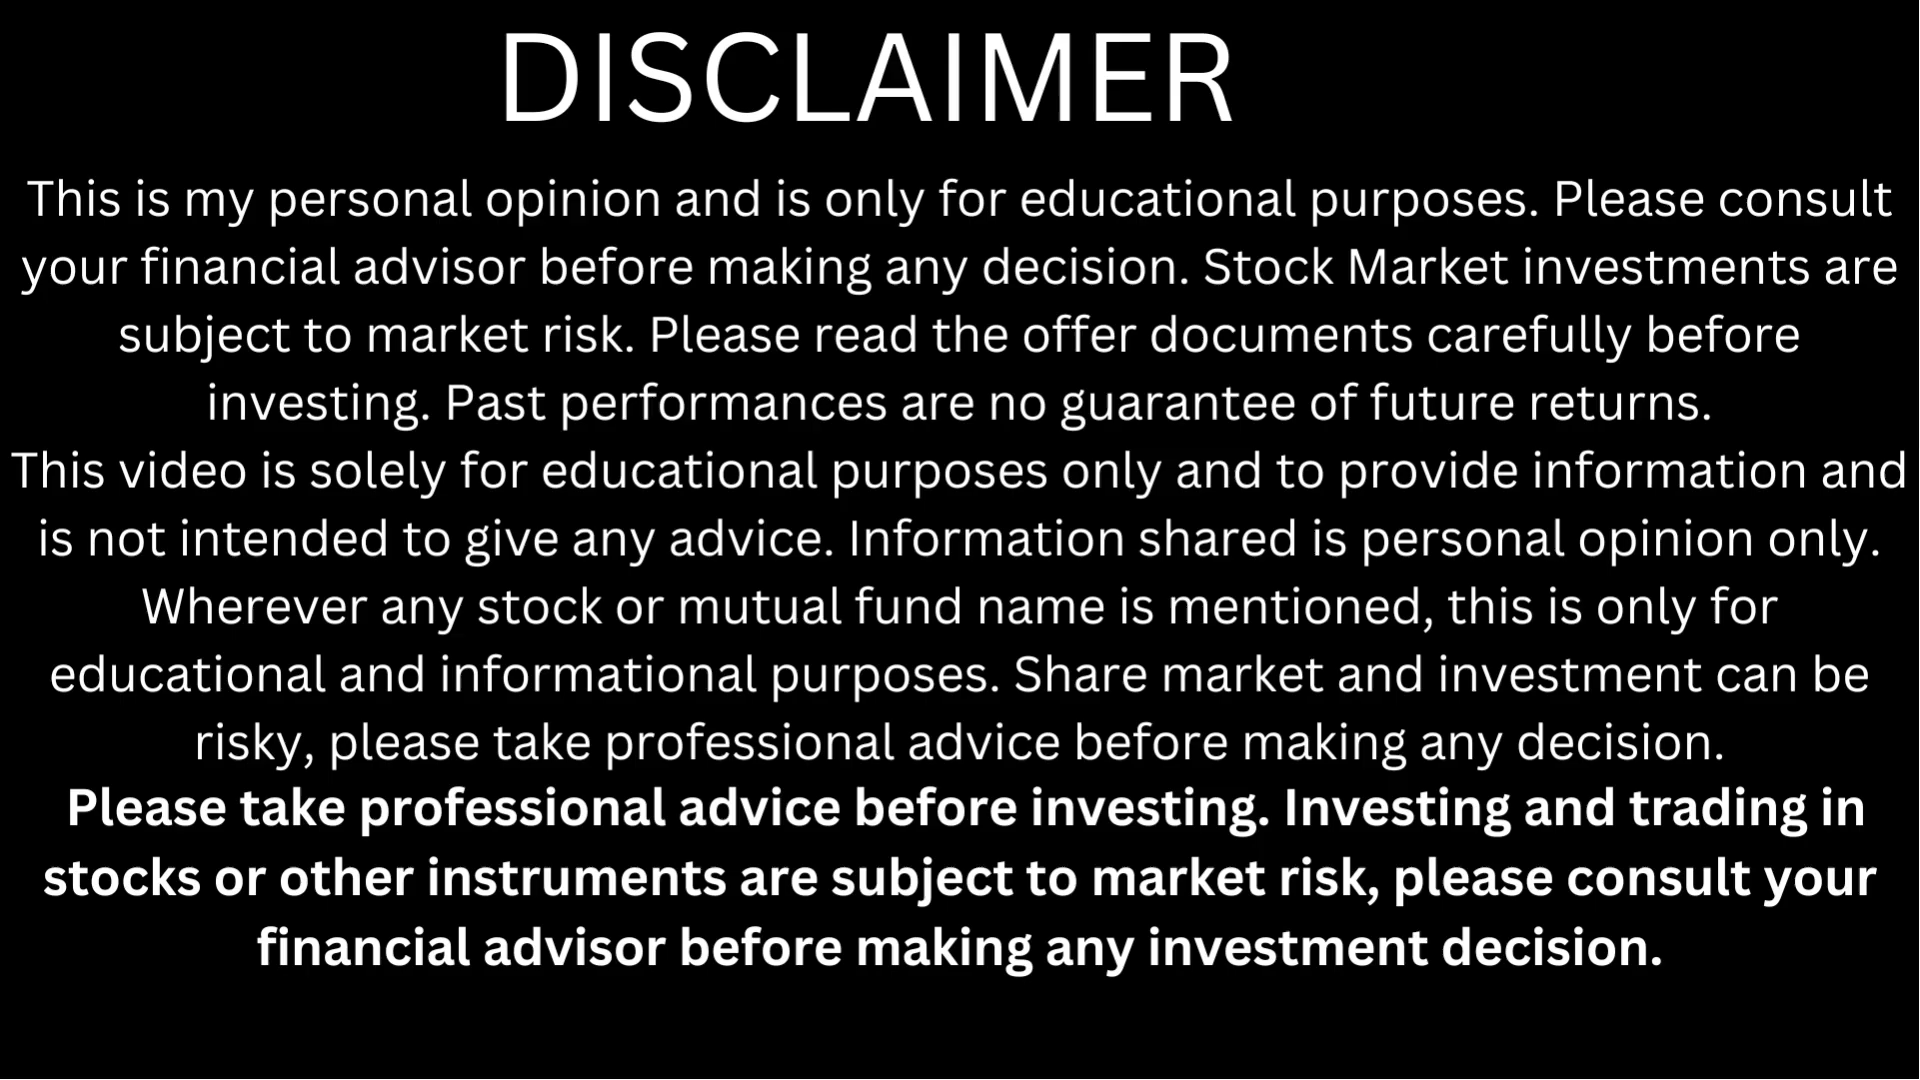 DISCLAIMER
This is my personal opinion and is only for educational purposes. Please consult
your financial advisor before making any decision. Stock Market investments are
subject to market risk. Please read the offer documents carefully before
investing. Past performances are no guarantee of future returns.
This video is solely for educational purposes only and to provide information and
is not intended to give any advice. Information shared is personal opinion only.
Wherever any stock or mutual fund name is mentioned, this is only for
educational and informational purposes. Share market and investment can be
risky, please take professional advice before making any decision.
Please take professional advice before investing. Investing and trading in
stocks or other instruments are subject to market risk, please consult your
financial advisor before making any investment decision.